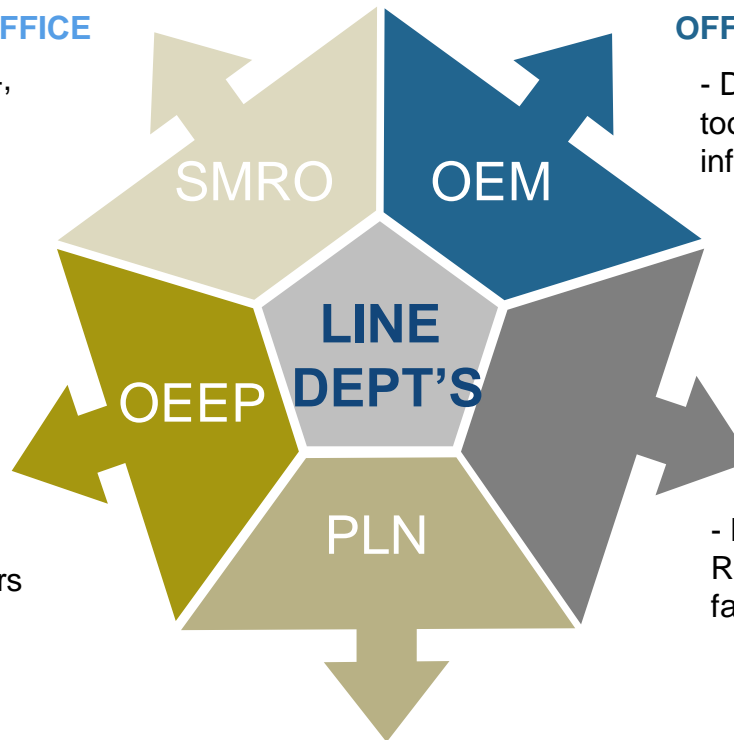 FFICE
OFF
- D
too
inf
SMRO
OEM
LINE
DEPT'S
OEEP
PLN
rs
R
fa